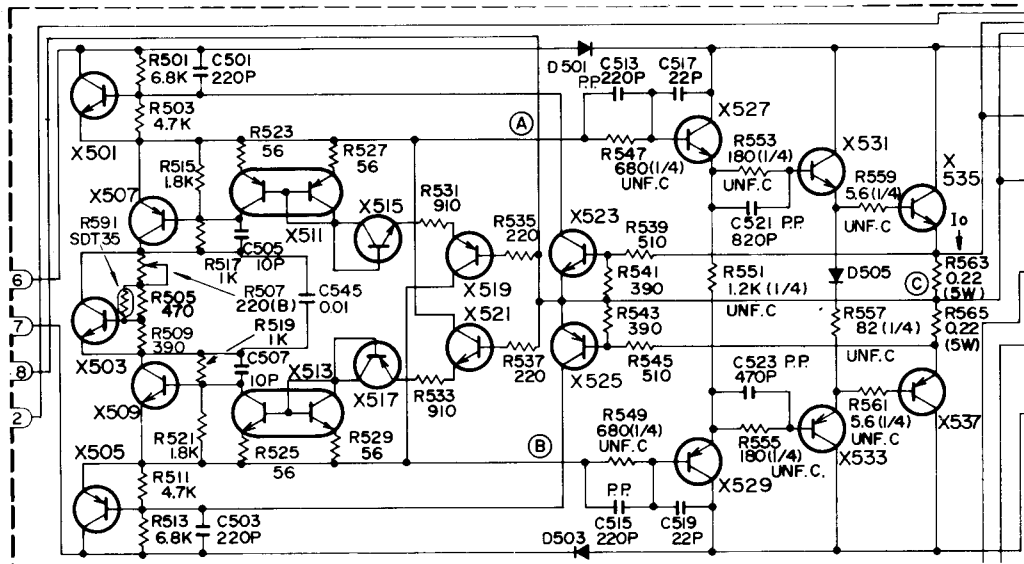 R501
6.8K
C501
220P
R503
4.7K
X501
D501
C513
220P
P.P.
C517
22P
X527
A
R547
680(1/4)
UNF.C
R553
180(1/4)
UNF.C
X531
R559
5.6(1/4)
UNF.C
X
535
Io
R523
56
R527
56
R515
1.8K
X507
R591
SDT35
X511
X515
R531
910
R535
220
X523
R539
510
C521 P.P.
820P
C505
10P
R517
1K
R507
220(B)
C545
0.01
X519
R541
390
R551
1.2K (1/4)
UNF.C
D505
C
R563
0.22
(5W)
6
R505
470
R509
390
R519
1K
X521
R543
390
R557
82 (1/4)
UNF.C
R565
0.22
(5W)
7
X503
C507
10P
X513
X517
R533
910
R537
220
X525
R545
510
C523 P.P.
470P
8
X509
2
R521
1.8K
R525
56
R529
56
B
R549
680(1/4)
UNF.C
R555
180(1/4)
UNF.C.
R561
5.6(1/4)
UNF.C
X533
X537
X505
R511
4.7K
R513
6.8K
C503
220P
D503
P.P.
C515
220P
C519
22P
X529